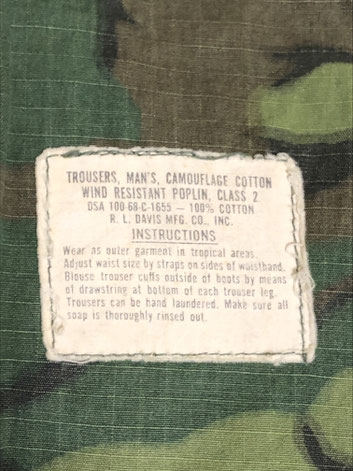 TROUSERS, MAN'S, CAMOUFLAGE COTTON
WIND RESISTANT POPLIN, CLASS 2
DSA 100-68-C-1655 — 100% COTTON
R. L. DAVIS MFG. CO., INC.
INSTRUCTIONS
Wear as outer garment in tropical areas.
Adjust waist size by straps on sides of waistband.
Blouse trouser cuffs outside of boots by means
of drawstring at bottom of each trouser leg.
Trousers can be hand laundered. Make sure all
soap is thoroughly rinsed out.